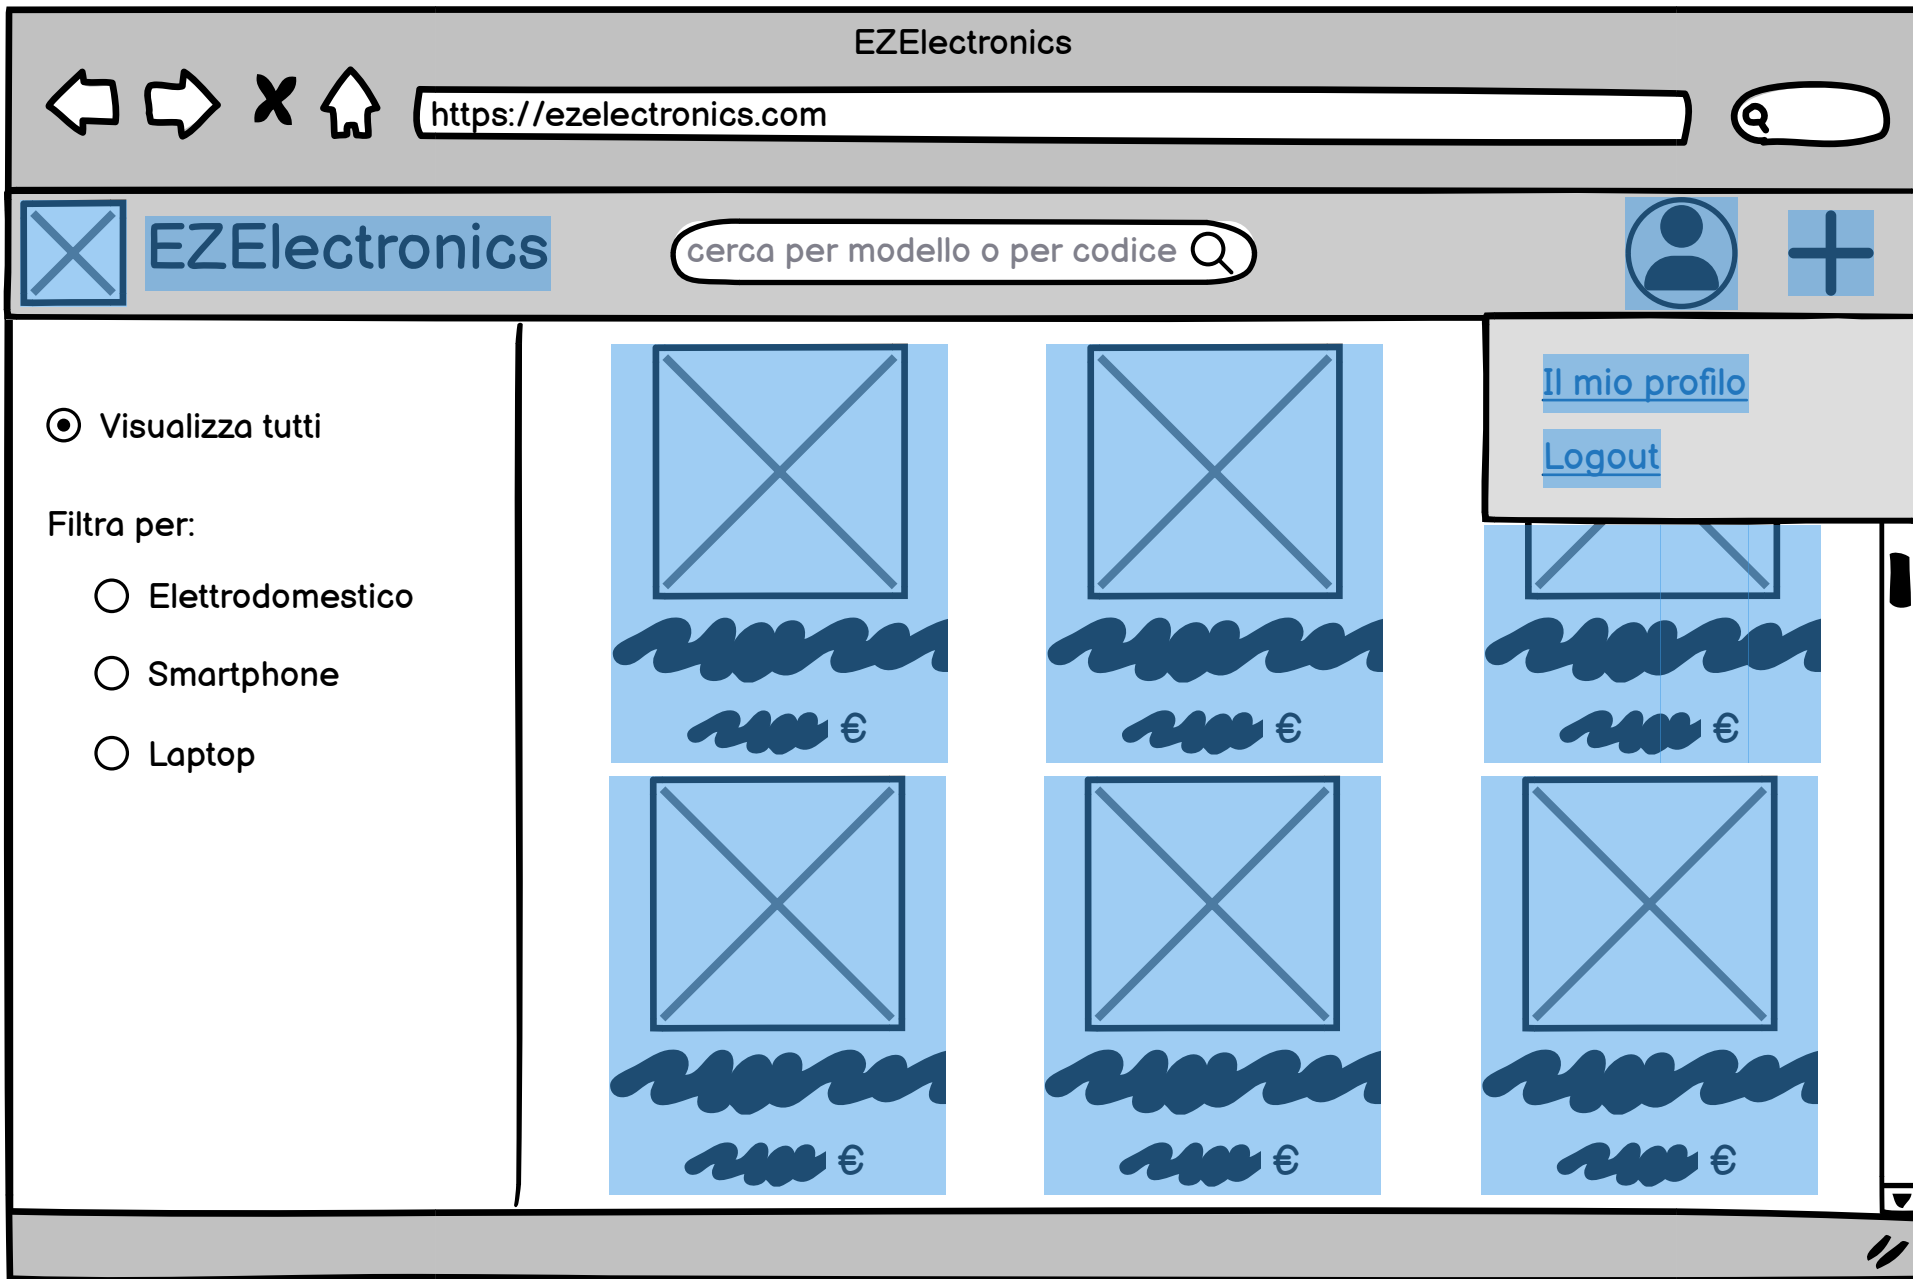 EZElectronics
https://ezelectronics.com
EZElectronics
cerca per modello o per codice
Il mio profilo
Logout
Visualizza tutti
Filtra per:
Elettrodomestico
Smartphone
Laptop
€ € €
€ € €